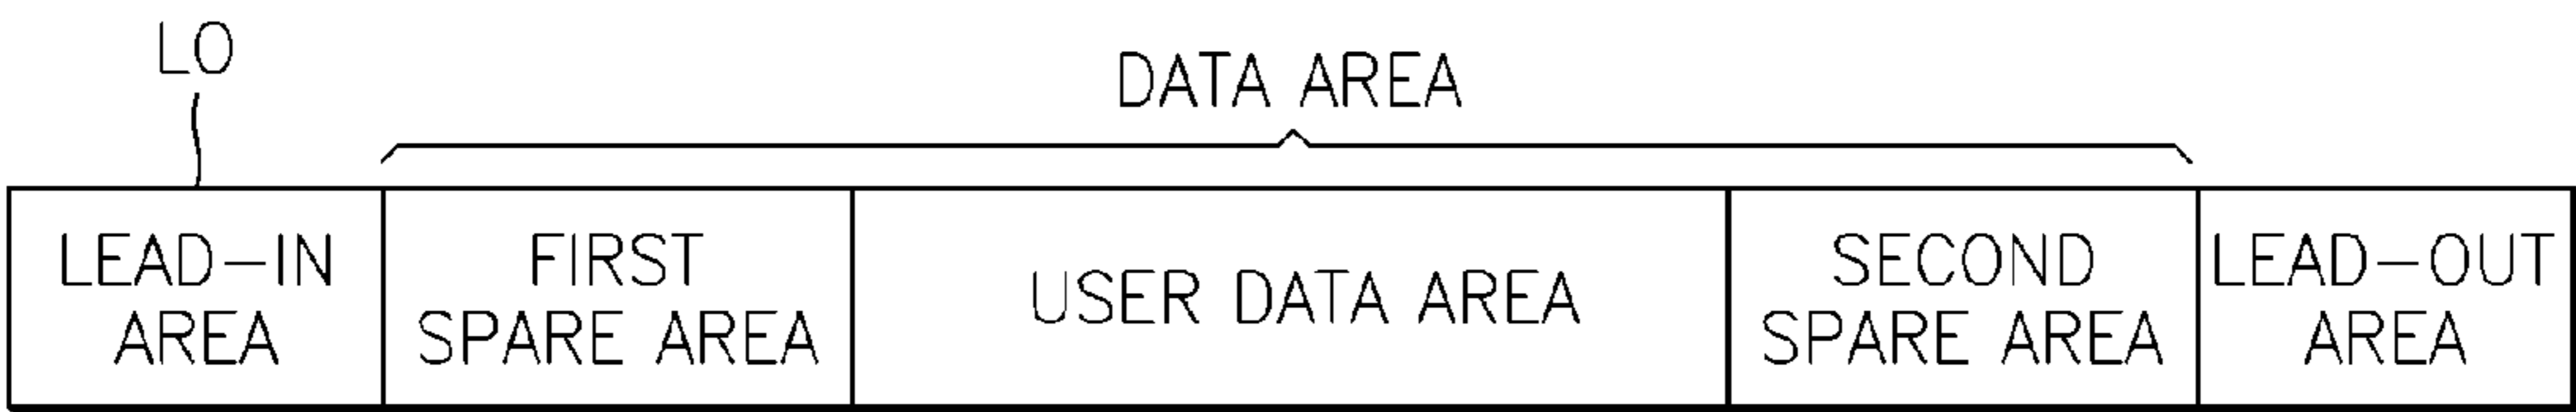 LO
DATA AREA
LEAD-IN
AREA
FIRST
SPARE AREA
USER DATA AREA
SECOND
SPARE AREA
LEAD-OUT
AREA